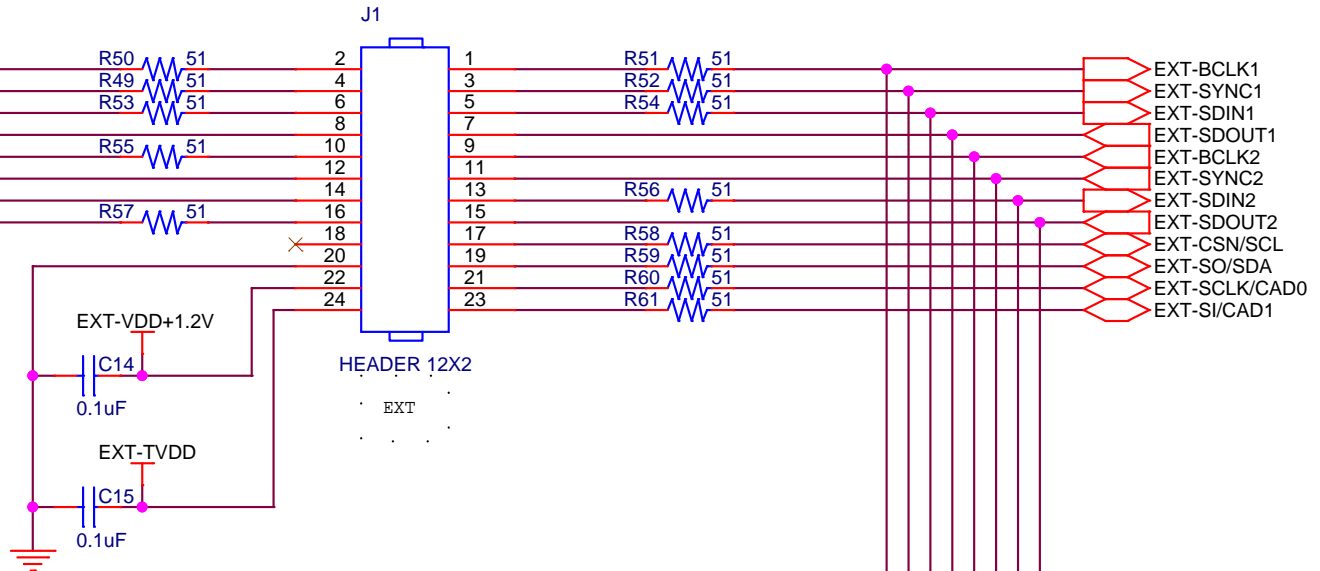 J1
R50 51 2 1 R51 51 EXT-BCLK1
R49 51 4 3 R52 51 EXT-SYNC1
R53 51 6 5 R54 51 EXT-SDIN1
8 7 EXT-SDOUT1
R55 51 10 9 EXT-BCLK2
12 11 EXT-SYNC2
14 13 R56 51 EXT-SDIN2
R57 51 16 15 EXT-SDOUT2
18 17 R58 51 EXT-CSN/SCL
20 19 R59 51 EXT-SO/SDA
22 21 R60 51 EXT-SCLK/CAD0
24 23 R61 51 EXT-SI/CAD1
EXT-VDD+1.2V
C14
0.1uF
HEADER 12X2
EXT
EXT-TVDD
C15
0.1uF